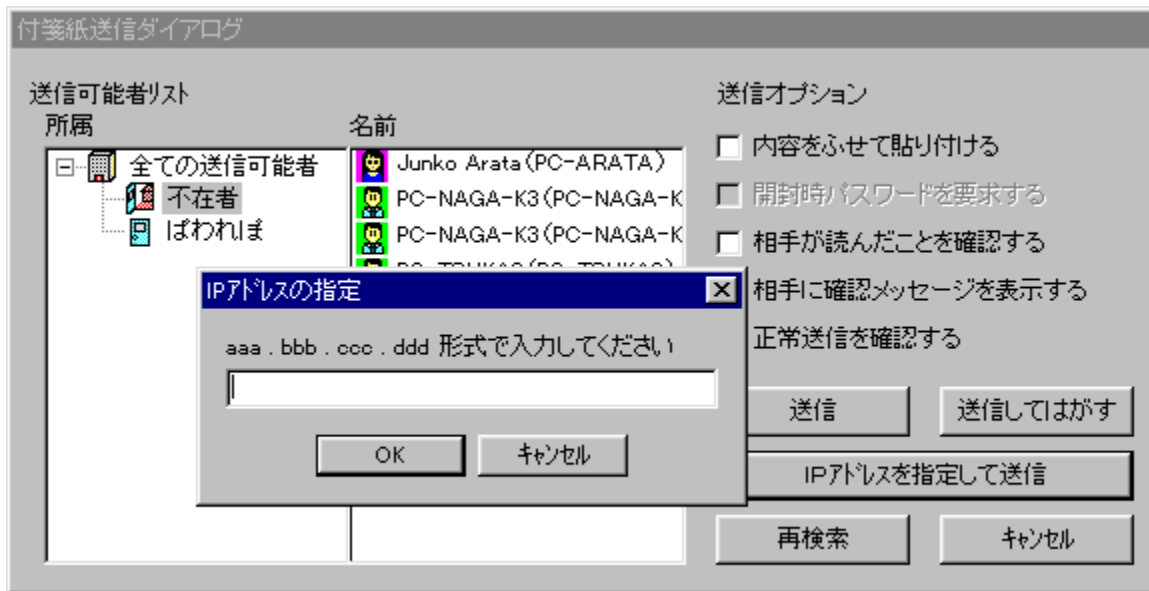 付箋紙送信ダイアログ
送信可能者リスト
所属
名前
全ての送信可能者
不在者
ぱわれぽ
Junko Arata(PC-ARATA)
PC-NAGA-K3(PC-NAGA-K
PC-NAGA-K3(PC-NAGA-K
送信オプション
内容をふせて貼り付ける
開封時パスワードを要求する
相手が読んだことを確認する
相手に確認メッセージを表示する
正常送信を確認する
IPアドレスの指定
aaa.bbb.ccc.ddd 形式で入力してください
OK
キャンセル
送信
送信してはがす
IPアドレスを指定して送信
再検索
キャンセル